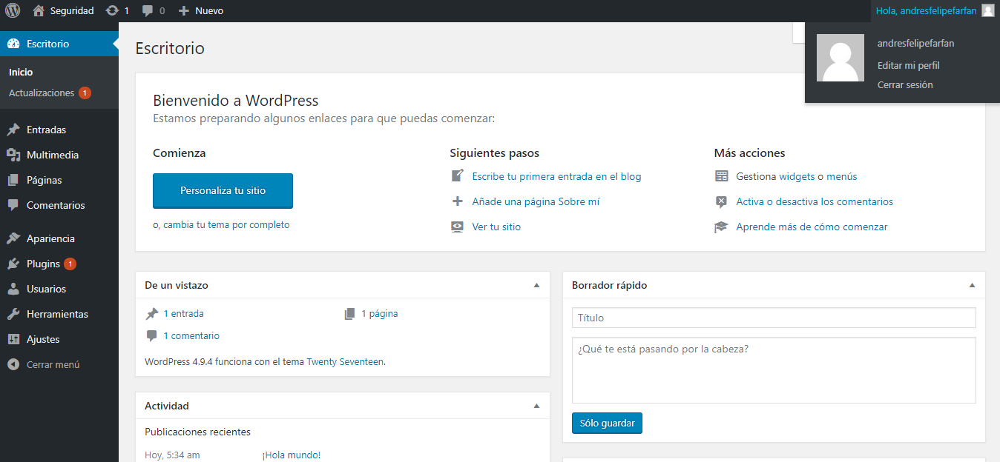 Seguridad 1 0 Nuevo Hola, andresfelipefarfan
andresfelipefarfan
Editar mi perfil
Cerrar sesión
Escritorio
Inicio
Actualizaciones 1
Entradas
Multimedia
Páginas
Comentarios
Apariencia
Plugins 1
Usuarios
Herramientas
Ajustes
Cerrar menú
Escritorio
Bienvenido a WordPress
Estamos preparando algunos enlaces para que puedas comenzar:
Comienza
Personaliza tu sitio
o, cambia tu tema por completo
Siguientes pasos
Escribe tu primera entrada en el blog
Añade una página Sobre mí
Ver tu sitio
Más acciones
Gestiona widgets o menús
Activa o desactiva los comentarios
Aprende más de cómo comenzar
De un vistazo
1 entrada 1 página
1 comentario
WordPress 4.9.4 funciona con el tema Twenty Seventeen.
Actividad
Publicaciones recientes
Hoy, 5:34 am ¡Hola mundo!
Borrador rápido
Título
¿Qué te está pasando por la cabeza?
Sólo guardar